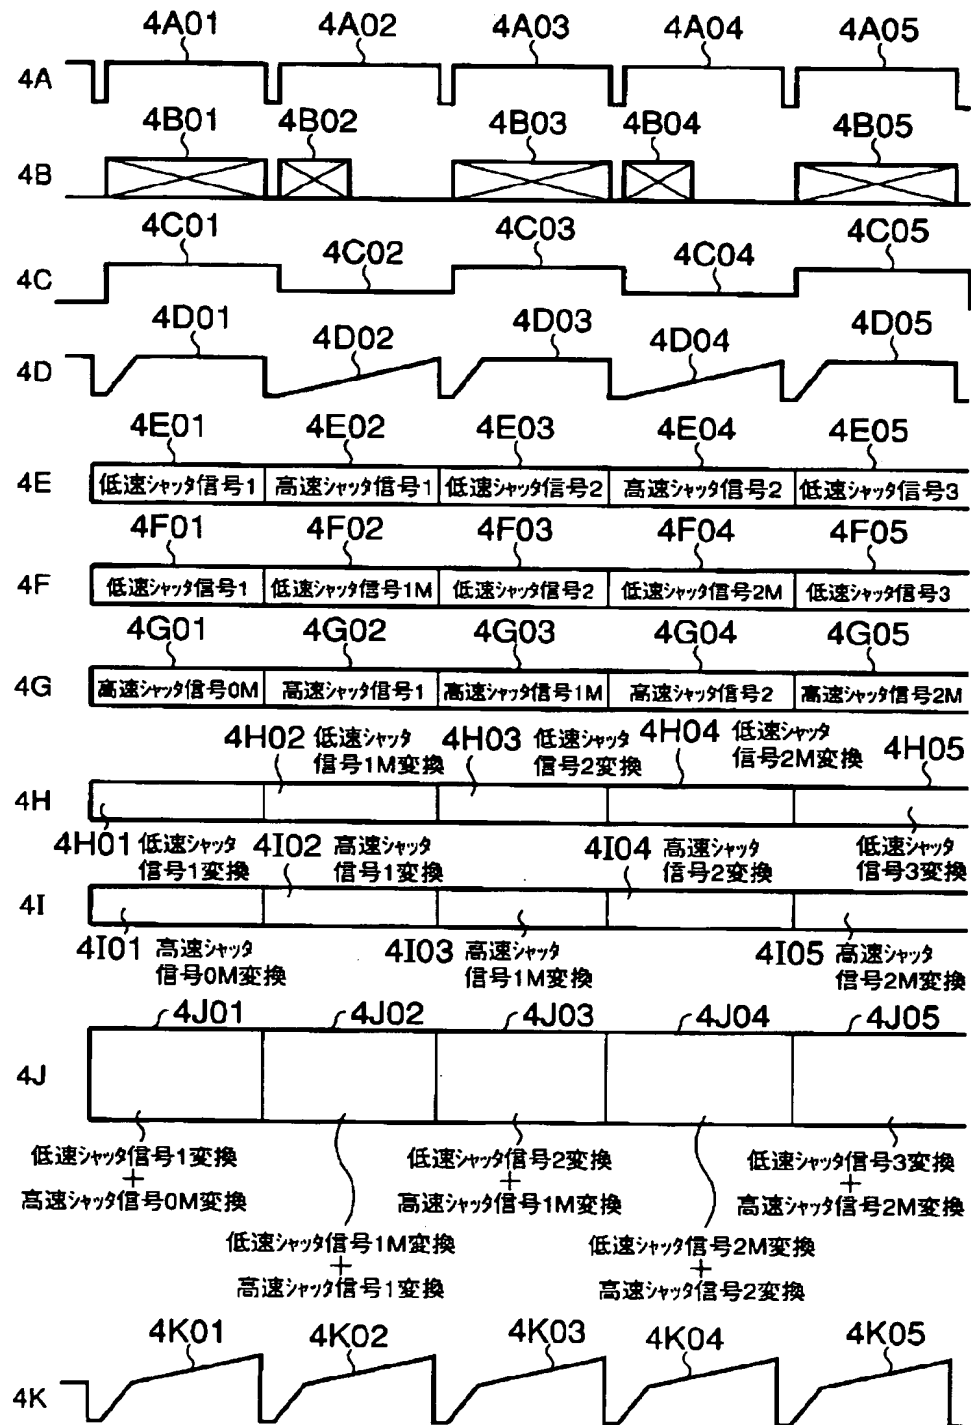 4A01 4A02 4A03 4A04 4A05
4A
4B01 4B02 4B03 4B04 4B05
4B
4C01 4C02 4C03 4C04 4C05
4C
4D01 4D02 4D03 4D04 4D05
4D
4E01 4E02 4E03 4E04 4E05
4E 低速シャッタ信号1 高速シャッタ信号1 低速シャッタ信号2 高速シャッタ信号2 低速シャッタ信号3
4F01 4F02 4F03 4F04 4F05
4F 低速シャッタ信号1 低速シャッタ信号1M 低速シャッタ信号2 低速シャッタ信号2M 低速シャッタ信号3
4G01 4G02 4G03 4G04 4G05
4G 高速シャッタ信号0M 高速シャッタ信号1 高速シャッタ信号1M 高速シャッタ信号2 高速シャッタ信号2M
4H02 低速シャッタ 4H03 低速シャッタ 4H04 低速シャッタ 4H05
信号1M変換 信号2変換 信号2M変換
4H
4H01 低速シャッタ 4I02 高速シャッタ 4I04 高速シャッタ 低速シャッタ
信号1変換 信号1変換 信号2変換 信号3変換
4I
4I01 高速シャッタ 4I03 高速シャッタ 4I05 高速シャッタ
信号0M変換 信号1M変換 信号2M変換
4J01 4J02 4J03 4J04 4J05
4J
低速シャッタ信号1変換 低速シャッタ信号2変換 低速シャッタ信号3変換
+ + +
高速シャッタ信号0M変換 高速シャッタ信号1M変換 高速シャッタ信号2M変換
低速シャッタ信号1M変換 低速シャッタ信号2M変換
+ +
高速シャッタ信号1変換 高速シャッタ信号2変換
4K01 4K02 4K03 4K04 4K05
4K